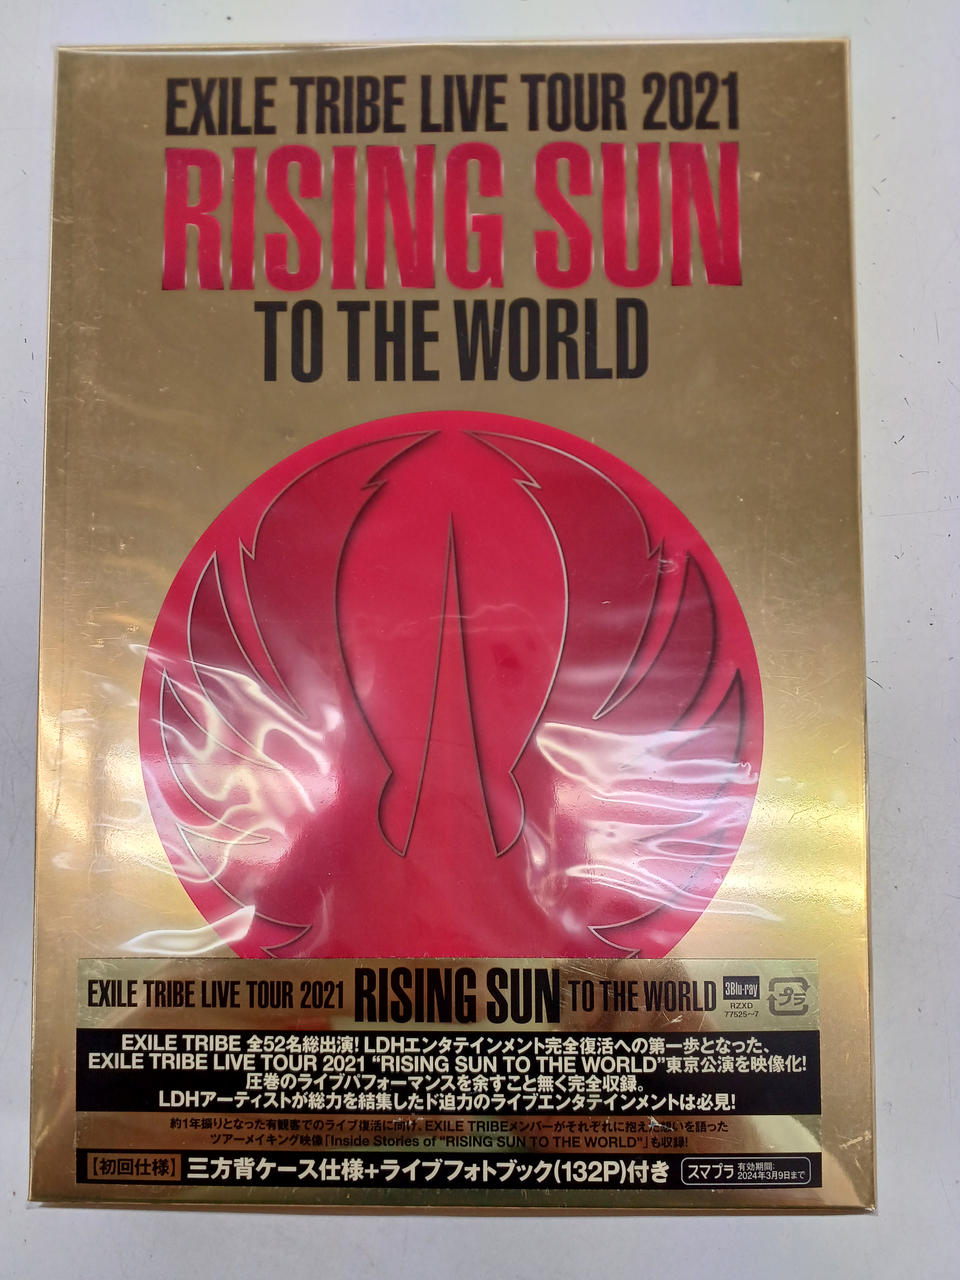 EXILE TRIBE LIVE TOUR 2021
RISING SUN
TO THE WORLD
EXILE TRIBE LIVE TOUR 2021 RISING SUN TO THE WORLD
3Blu-ray
RZXD
77525~7
プラ
EXILE TRIBE 全52名総出演! LDHエンタテインメント完全復活への第一歩となった、
EXILE TRIBE LIVE TOUR 2021 “RISING SUN TO THE WORLD”東京公演を映像化!
圧巻のライブパフォーマンスを余すこと無く完全収録。
LDHアーティストが総力を結集したド迫力のライブエンタテインメントは必見!
約1年振りとなった有観客でのライブ復活に向け、EXILE TRIBEメンバーがそれぞれに抱えた想いを語った
ツアーメイキング映像「Inside Stories of “RISING SUN TO THE WORLD”」も収録!
【初回仕様】 三方背ケース仕様+ライブフォトブック(132P)付き
スマプラ 有効期間:
2024年3月9日まで